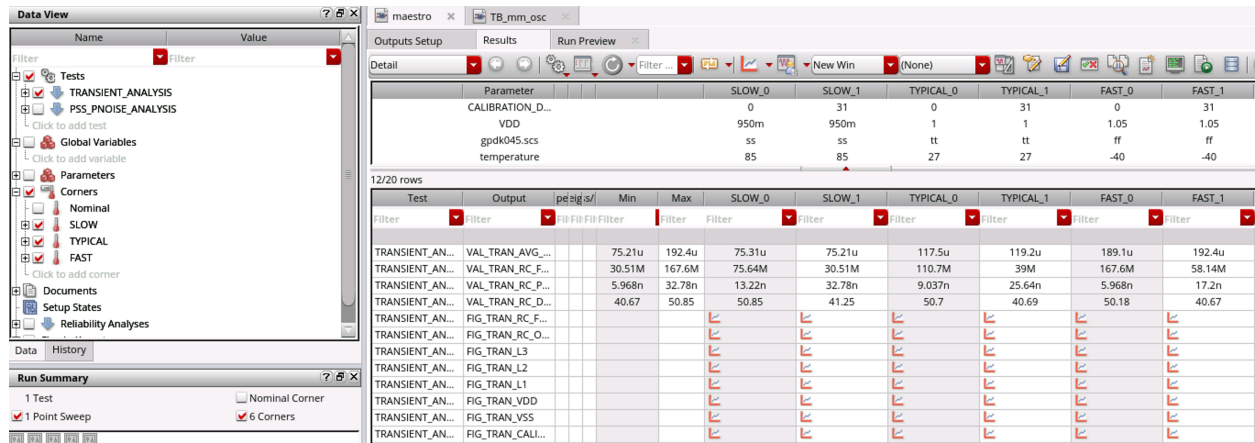 Data View
Name Value
Filter Filter
Tests
TRANSIENT_ANALYSIS
PSS_PNOISE_ANALYSIS
Click to add test
Global Variables
Click to add variable
Parameters
Corners
Nominal
SLOW
TYPICAL
FAST
Click to add corner
Documents
Setup States
Reliability Analyses
Data History
Run Summary
1 Test Nominal Corner
1 Point Sweep 6 Corners
maestro TB_mm_osc
Outputs Setup Results Run Preview
Detail Filter ... New Win (None)
Parameter SLOW_0 SLOW_1 TYPICAL_0 TYPICAL_1 FAST_0 FAST_1
CALIBRATION_D... 0 31 0 31 0 31
VDD 950m 950m 1 1 1.05 1.05
gpdk045.scs ss ss tt tt ff ff
temperature 85 85 27 27 -40 -40
12/20 rows
Test Output Min Max SLOW_0 SLOW_1 TYPICAL_0 TYPICAL_1 FAST_0 FAST_1
Filter Filter Filter Filter Filter Filter Filter Filter Filter Filter
TRANSIENT_AN... VAL_TRAN_AVG_... 75.21u 192.4u 75.31u 75.21u 117.5u 119.2u 189.1u 192.4u
TRANSIENT_AN... VAL_TRAN_RC_F... 30.51M 167.6M 75.64M 30.51M 110.7M 39M 167.6M 58.14M
TRANSIENT_AN... VAL_TRAN_RC_P... 5.968n 32.78n 13.22n 32.78n 9.037n 25.64n 5.968n 17.2n
TRANSIENT_AN... VAL_TRAN_RC_D... 40.67 50.85 50.85 41.25 50.7 40.69 50.18 40.67
TRANSIENT_AN... FIG_TRAN_RC_F...
TRANSIENT_AN... FIG_TRAN_RC_O...
TRANSIENT_AN... FIG_TRAN_L3
TRANSIENT_AN... FIG_TRAN_L2
TRANSIENT_AN... FIG_TRAN_L1
TRANSIENT_AN... FIG_TRAN_VDD
TRANSIENT_AN... FIG_TRAN_VSS
TRANSIENT_AN... FIG_TRAN_CALI...